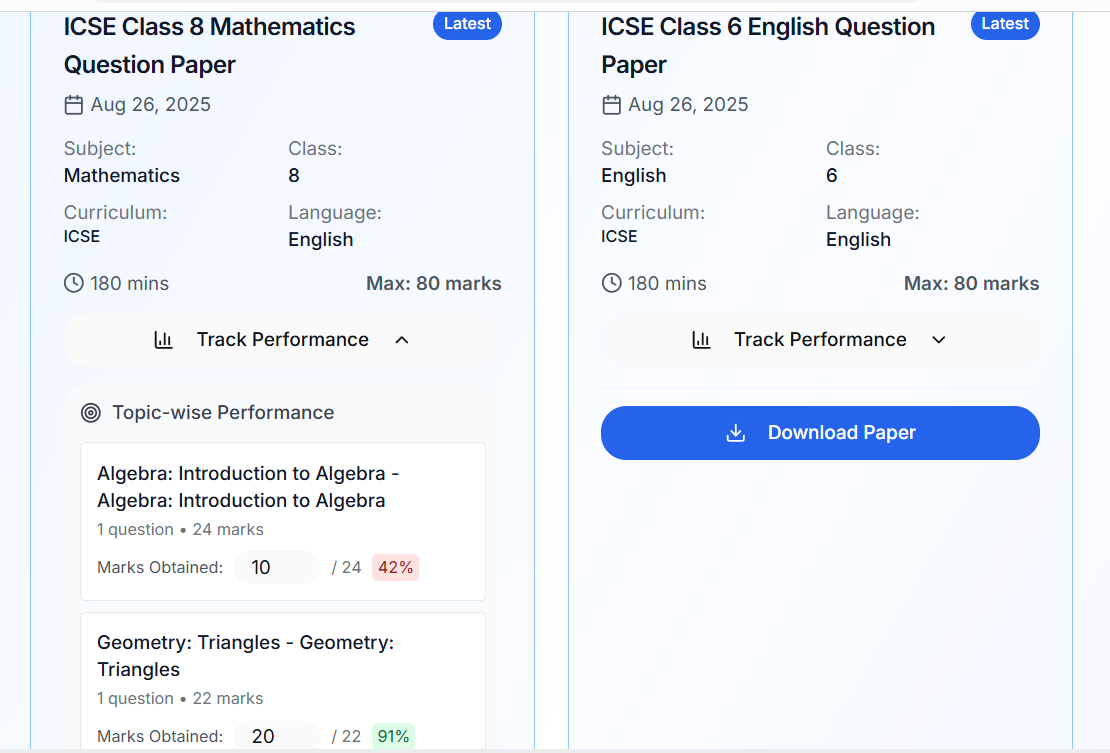 ICSE Class 8 Mathematics
Question Paper
Latest
Aug 26, 2025
Subject:
Mathematics
Class:
8
Curriculum:
ICSE
Language:
English
180 mins
Max: 80 marks
Track Performance
Topic-wise Performance
Algebra: Introduction to Algebra -
Algebra: Introduction to Algebra
1 question • 24 marks
Marks Obtained: 10 / 24 42%
Geometry: Triangles - Geometry:
Triangles
1 question • 22 marks
Marks Obtained: 20 / 22 91%
ICSE Class 6 English Question
Paper
Latest
Aug 26, 2025
Subject:
English
Class:
6
Curriculum:
ICSE
Language:
English
180 mins
Max: 80 marks
Track Performance
Download Paper